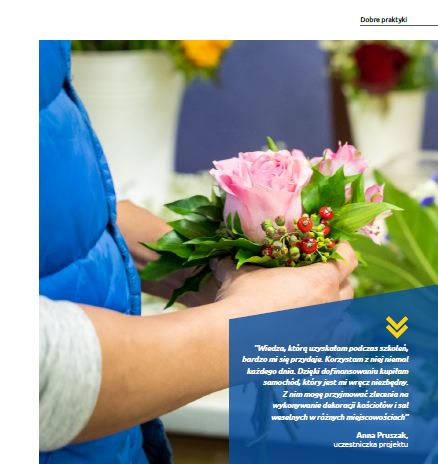 Dobre praktyki
"Wiedza, którą uzyskałam podczas szkoleń,
bardzo mi się przydaje. Korzystam z niej niemal
każdego dnia. Dzięki dofinansowaniu kupiłam
samochód, który jest mi wręcz niezbędny.
Z nim mogę przyjmować zlecenia na
wykonywanie dekoracji kościołów i sal
weselnych w różnych miejscowościach"
Anna Pruszak,
uczestniczka projektu